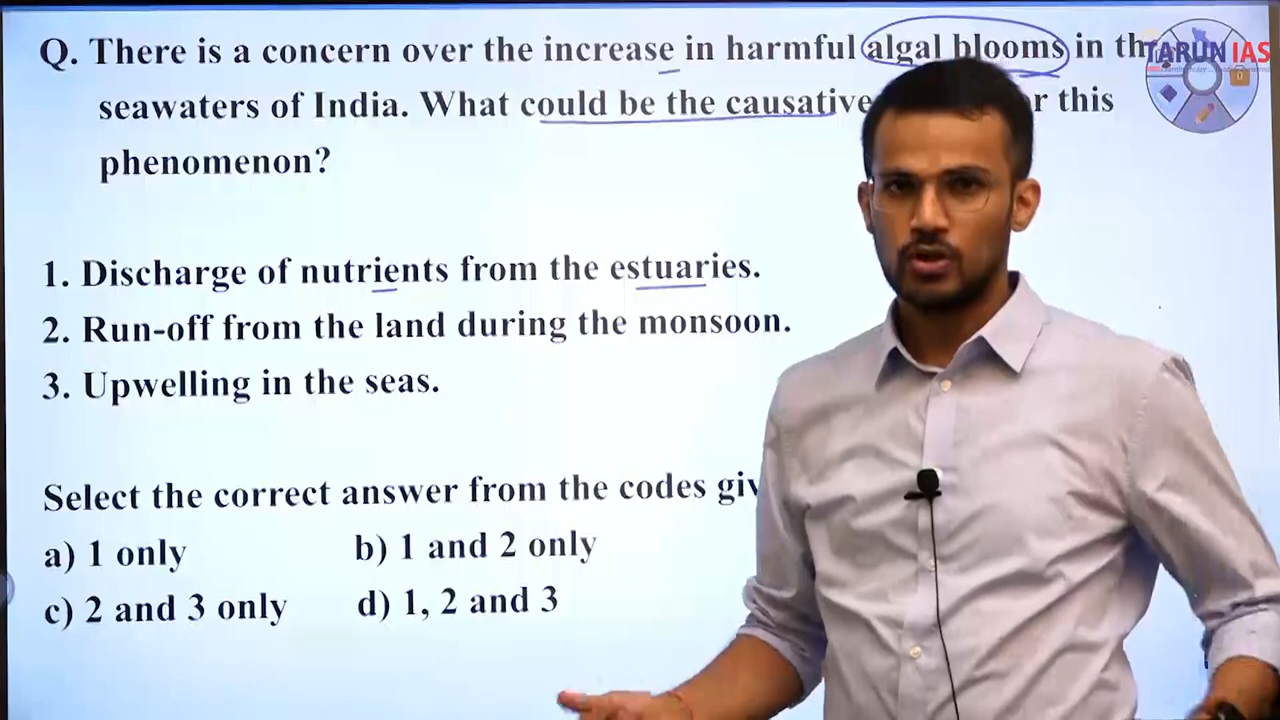 Q. There is a concern over the increase in harmful algal blooms in the
TARUN IAS
seawaters of India. What could be the causative r this
phenomenon?
1. Discharge of nutrients from the estuaries.
2. Run-off from the land during the monsoon.
3. Upwelling in the seas.
Select the correct answer from the codes giv
a) 1 only b) 1 and 2 only
c) 2 and 3 only d) 1, 2 and 3